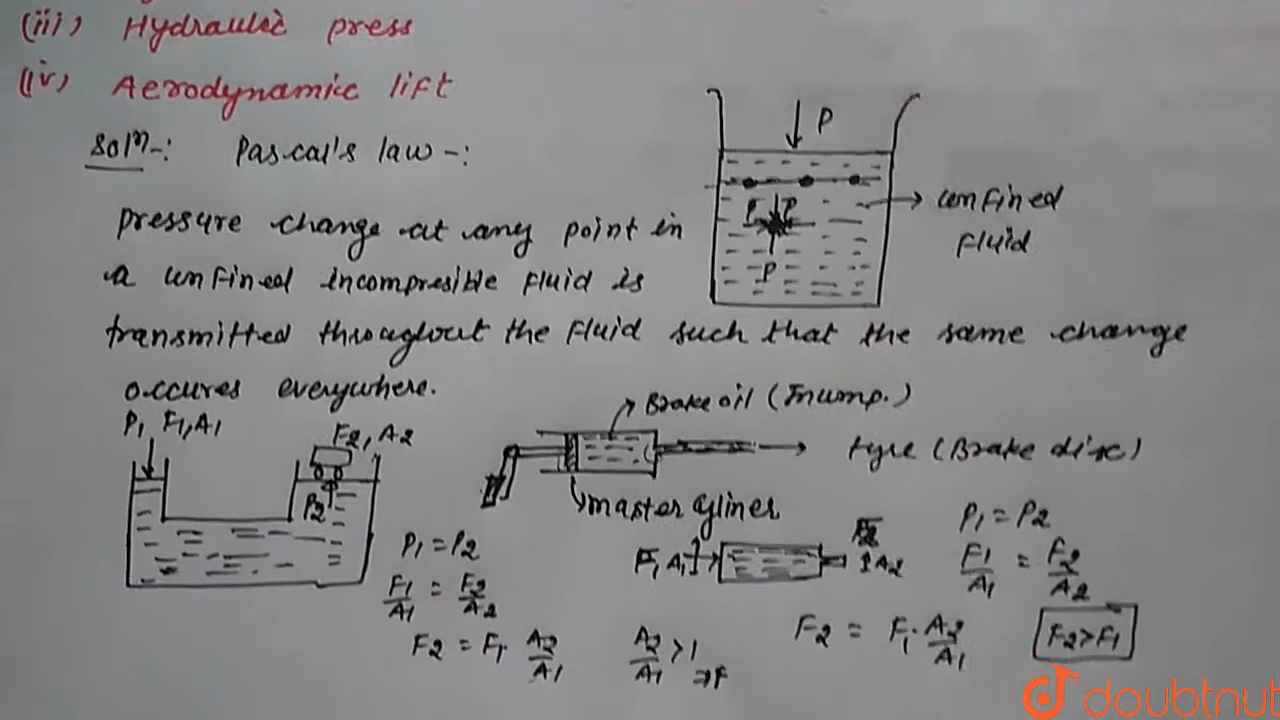 (iii) Hydraulic press
(iv) Aerodynamic lift
Solⁿ-: Pascal's law -:
P
pressure change at any point in
a confined incompresible fluid is
transmitted throughout the fluid such that the same change
occures everywhere.
P P
P
confined
fluid
P₁ F₁, A₁
F₂, A₂
P₂
Brake oil (Incomp.)
tyre (Brake disc)
master cyliner
P₁ = P₂
F₁/A₁ = F₂/A₂
F₂ = F₁. A₂/A₁
A₂/A₁ > 1
F₁ A₁
F₂
A₂
P₁ = P₂
F₁/A₁ = F₂/A₂
F₂ = F₁. A₂/A₁
F₂ > F₁
doubtnut